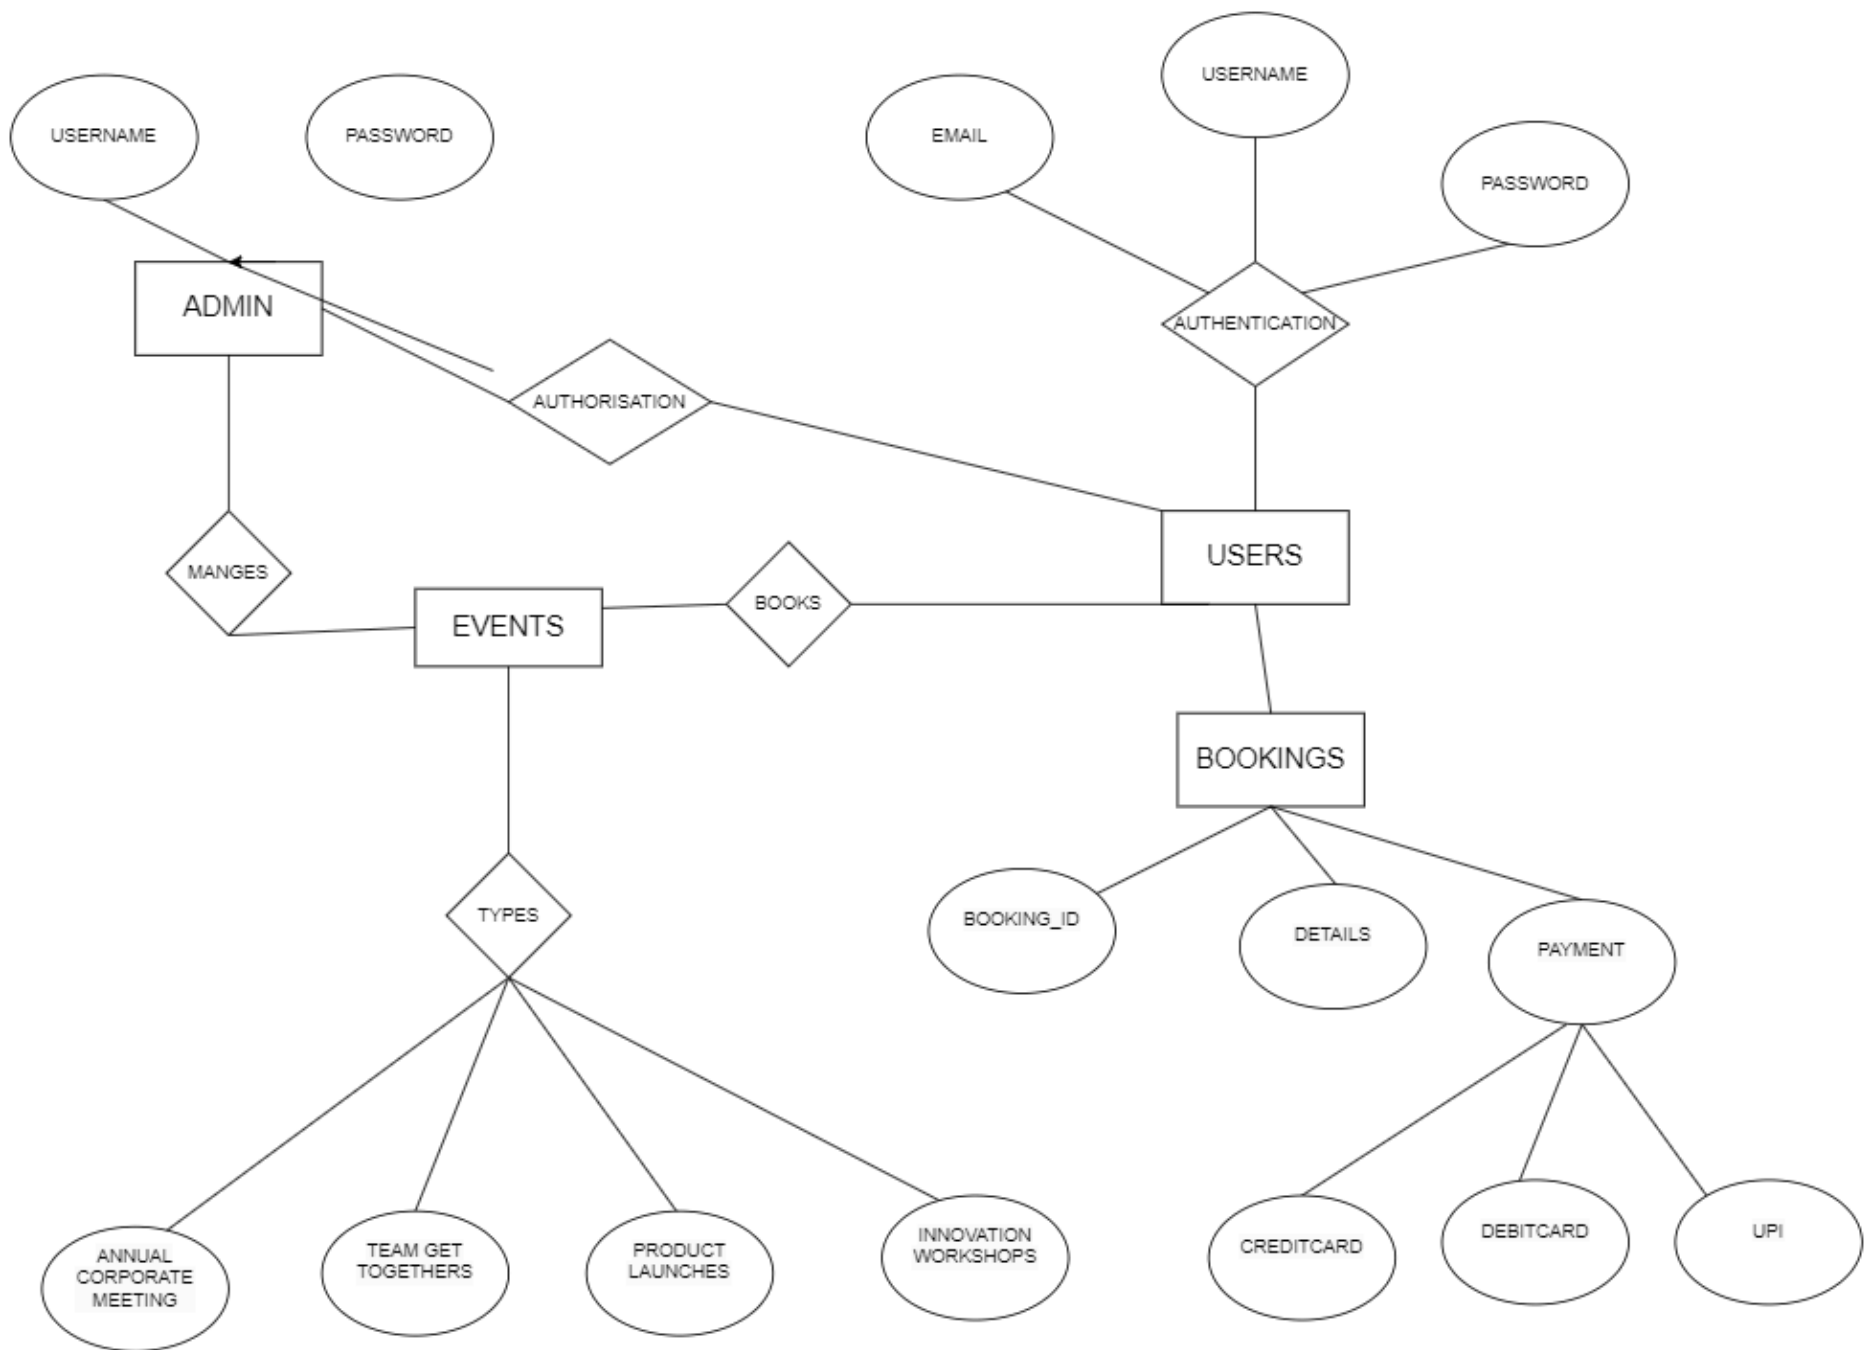 USERNAME
USERNAME
PASSWORD
EMAIL
PASSWORD
ADMIN
AUTHENTICATION
AUTHORISATION
USERS
MANGES
BOOKS
EVENTS
BOOKINGS
TYPES
BOOKING_ID
DETAILS
PAYMENT
ANNUAL
CORPORATE
MEETING
TEAM GET
TOGETHERS
PRODUCT
LAUNCHES
INNOVATION
WORKSHOPS
CREDITCARD
DEBITCARD
UPI